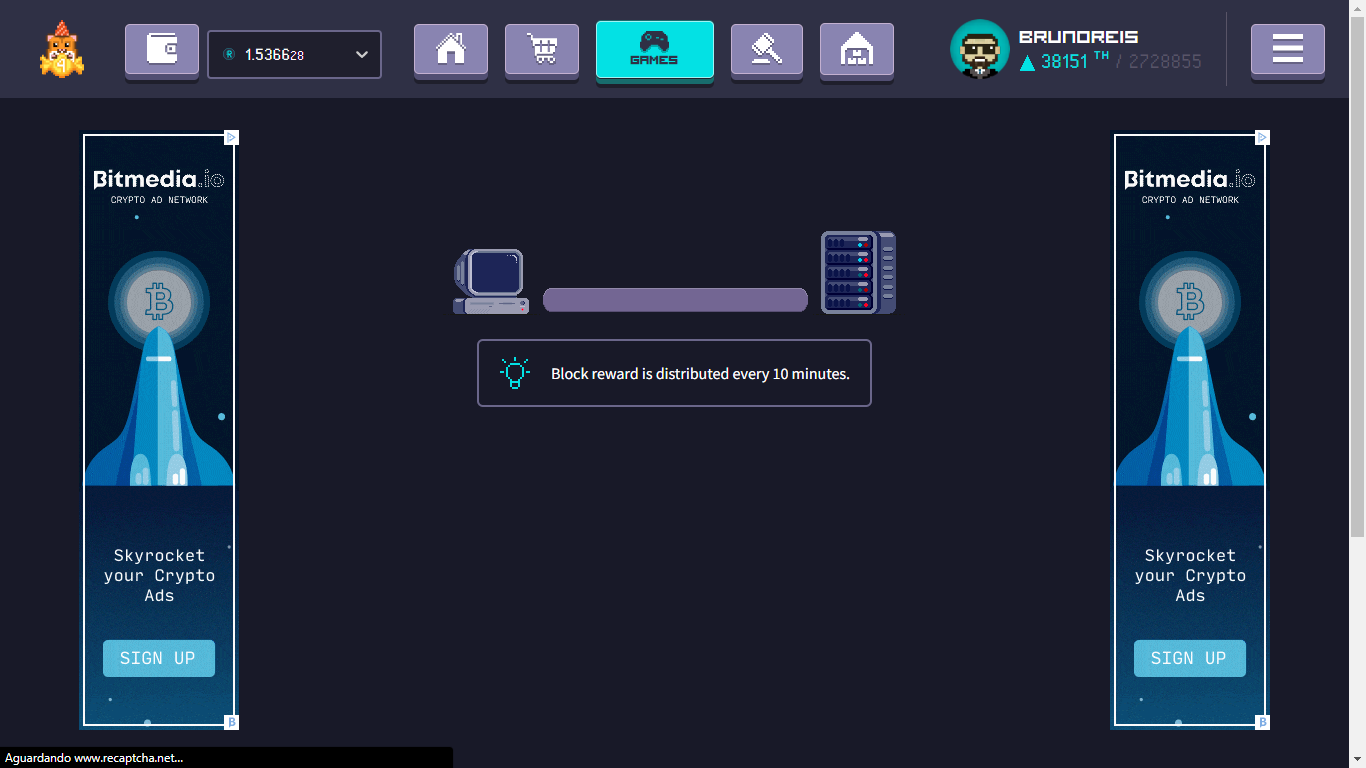 1.536628
GAMES
BRUNOREIS
38151 TH / 2728855
Bitmedia.io
CRYPTO AD NETWORK
Skyrocket
your Crypto
Ads
SIGN UP
Block reward is distributed every 10 minutes.
Bitmedia.io
CRYPTO AD NETWORK
Skyrocket
your Crypto
Ads
SIGN UP
Aguardando www.recaptcha.net...